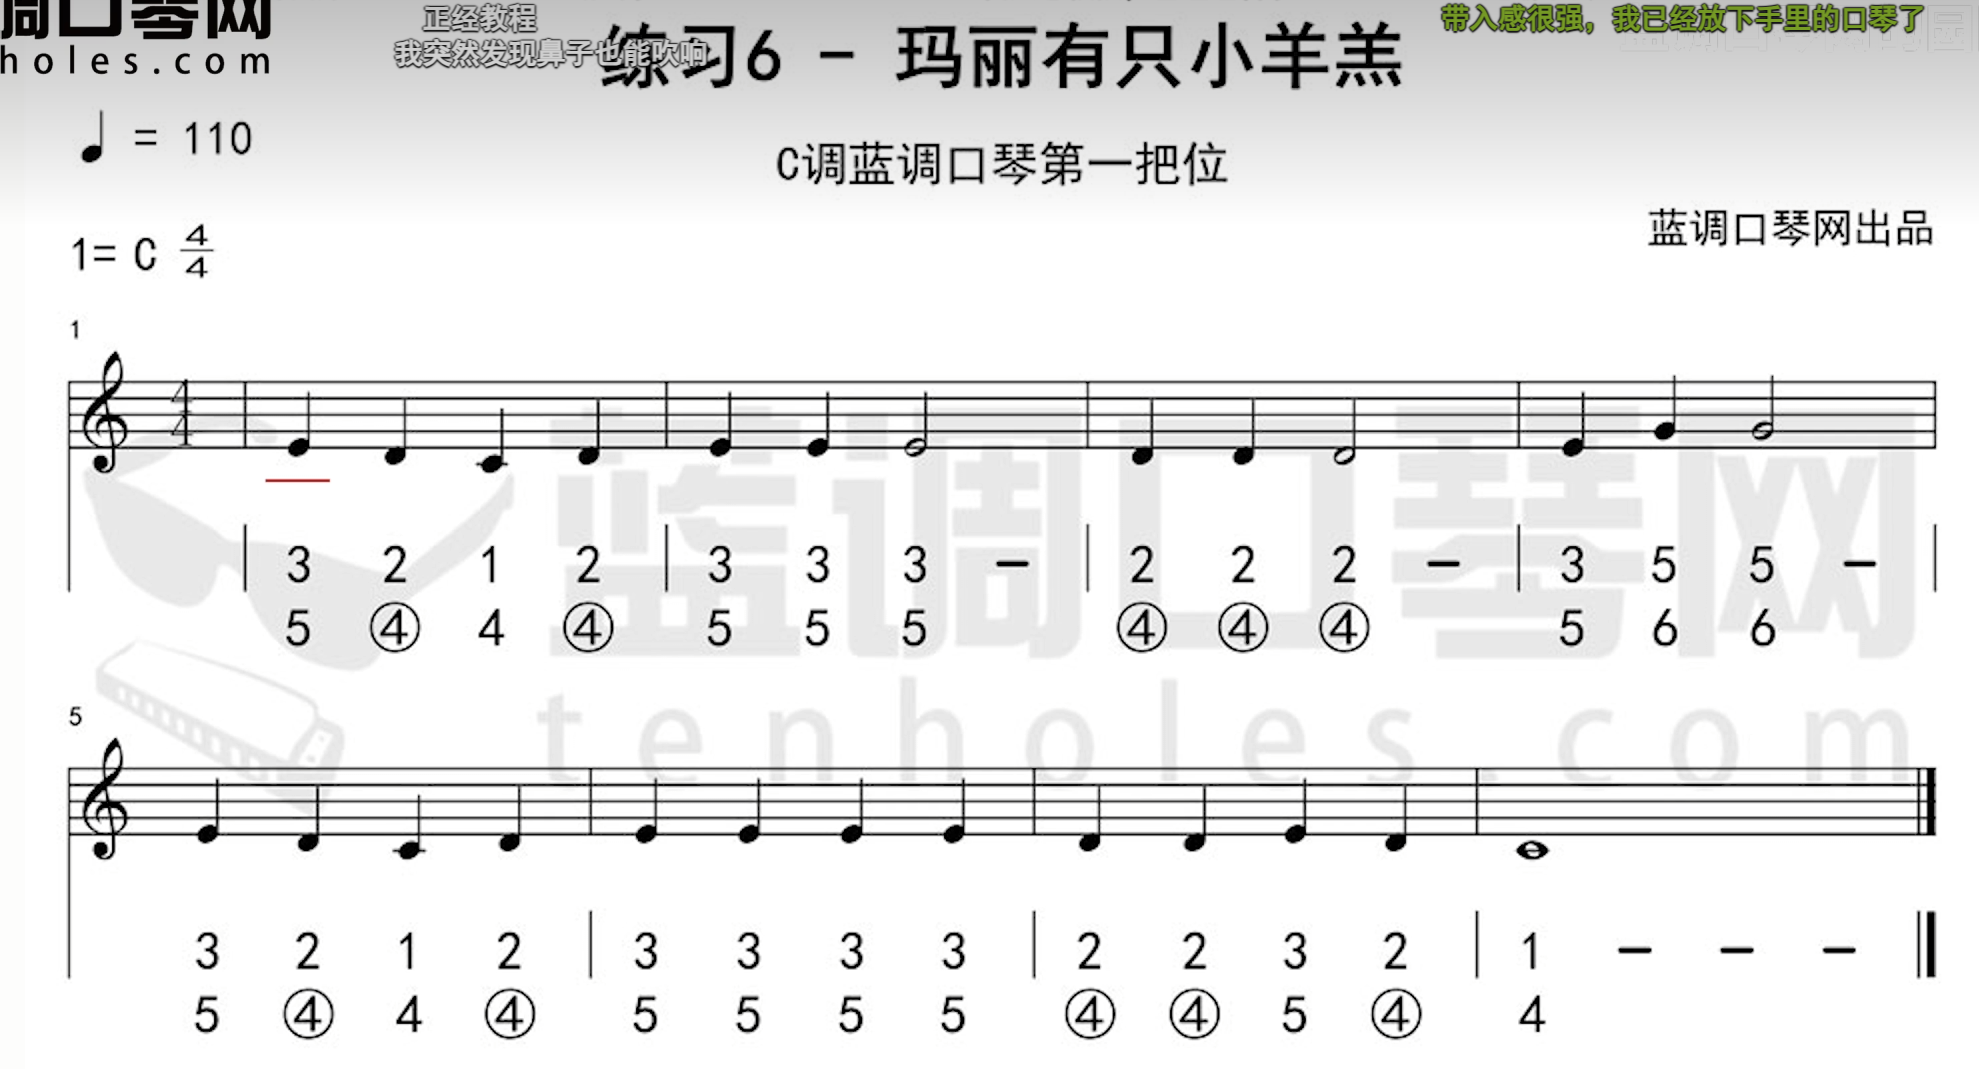 调口琴网
holes.com
正经教程
我突然发现鼻子也能吹响
带入感很强，我已经放下手里的口琴了
练习6 - 玛丽有只小羊羔
= 110
C调蓝调口琴第一把位
蓝调口琴网出品
1= C 4/4
1
4
4
3 2 1 2 | 3 3 3 - | 2 2 2 - | 3 5 5 - |
5 ④ 4 ④ 5 5 5 ④ ④ ④ 5 6 6
蓝调口琴网
tenholes.com
5
3 2 1 2 | 3 3 3 3 | 2 2 3 2 | 1 - - - ‖
5 ④ 4 ④ 5 5 5 5 ④ ④ 5 ④ 4